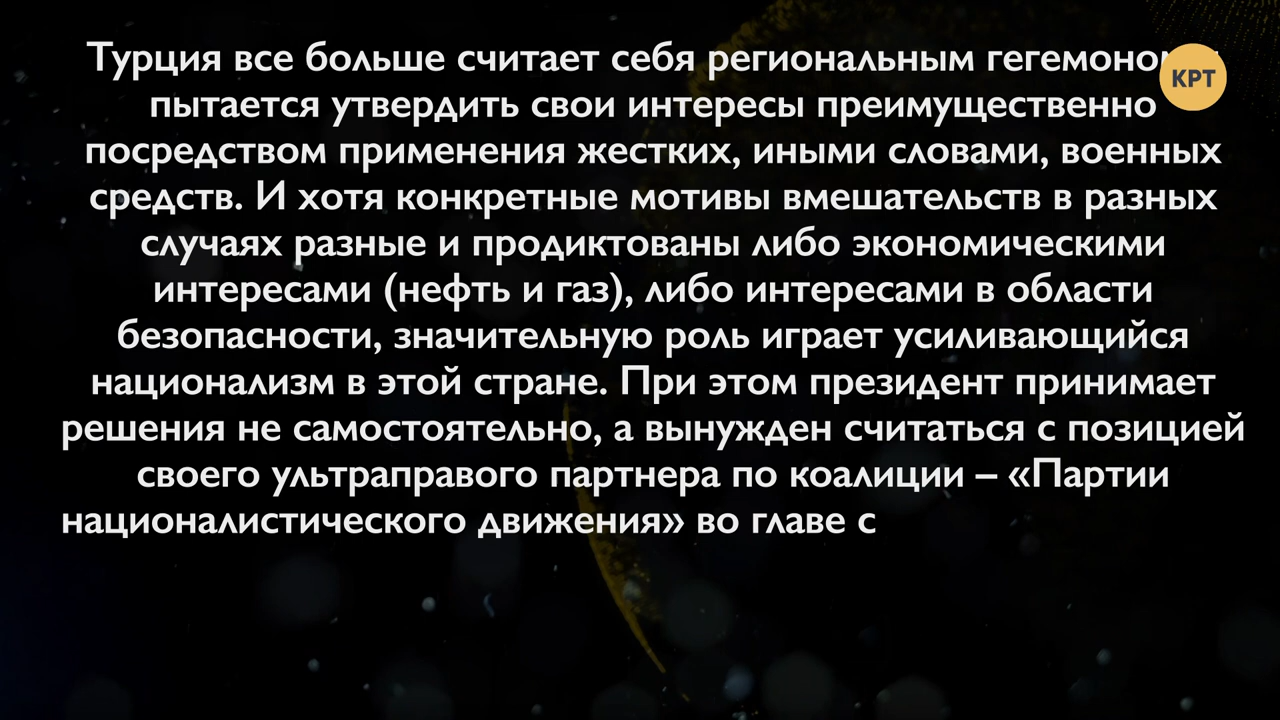 Турция все больше считает себя региональным
КРТ
пытается утвердить свои интересы преимущественно
посредством применения жестких, иными словами, военных
средств. И хотя конкретные мотивы вмешательств в разных
случаях разные и продиктованы либо экономическими
интересами (нефть и газ), либо интересами в области
безопасности, значительную роль играет усиливающийся
национализм в этой стране. При этом президент принимает
решения не самостоятельно, а вынужден считаться с позицией
своего ультраправого партнера по коалиции – «Партии
националистического движения» во главе с